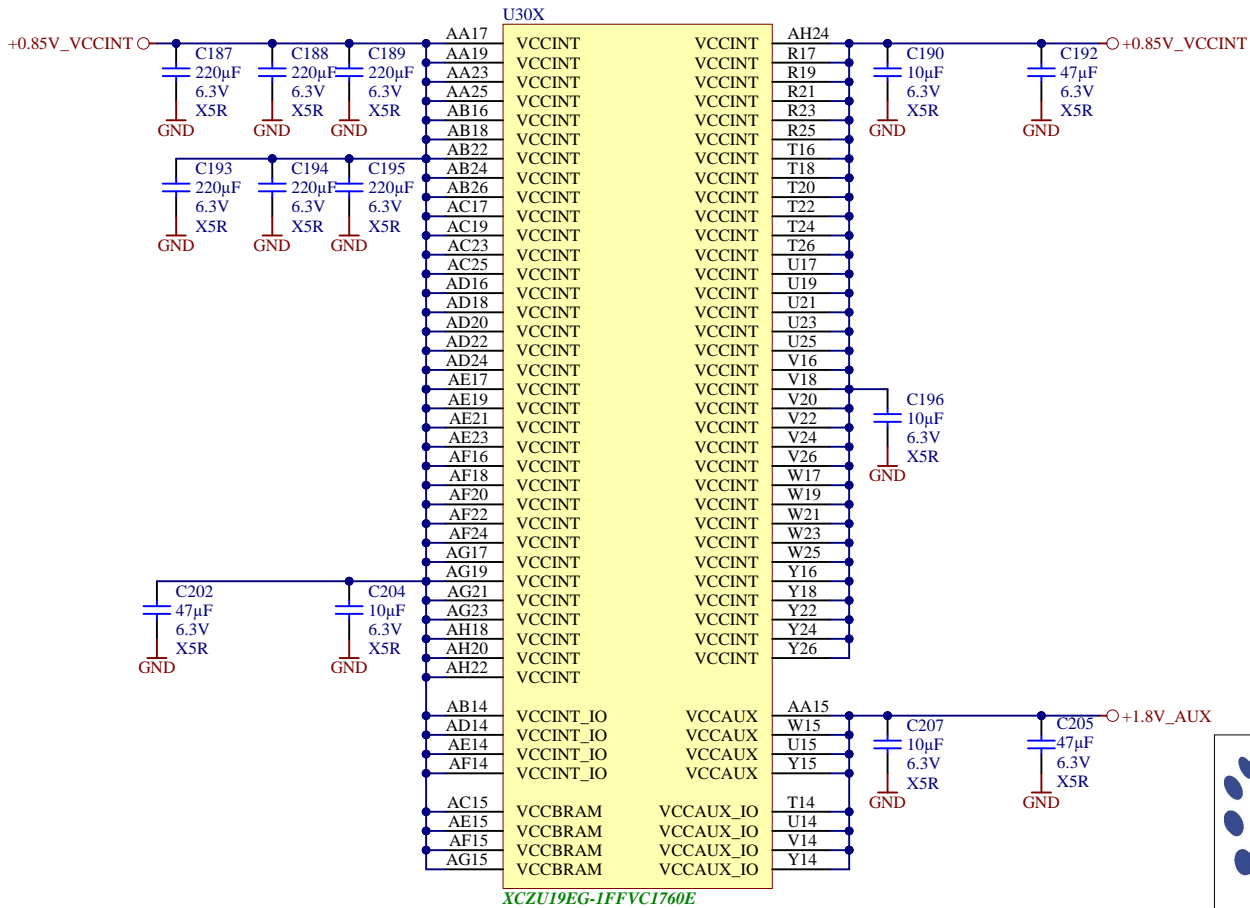 U30X
+0.85V_VCCINT
C187 220µF 6.3V X5R GND
C188 220µF 6.3V X5R GND
C189 220µF 6.3V X5R GND
C193 220µF 6.3V X5R GND
C194 220µF 6.3V X5R GND
C195 220µF 6.3V X5R GND
C202 47µF 6.3V X5R GND
C204 10µF 6.3V X5R GND
AA17 VCCINT VCCINT AH24
AA19 VCCINT VCCINT R17
AA23 VCCINT VCCINT R19
AA25 VCCINT VCCINT R21
AB16 VCCINT VCCINT R23
AB18 VCCINT VCCINT R25
AB22 VCCINT VCCINT T16
AB24 VCCINT VCCINT T18
AB26 VCCINT VCCINT T20
AC17 VCCINT VCCINT T22
AC19 VCCINT VCCINT T24
AC23 VCCINT VCCINT T26
AC25 VCCINT VCCINT U17
AD16 VCCINT VCCINT U19
AD18 VCCINT VCCINT U21
AD20 VCCINT VCCINT U23
AD22 VCCINT VCCINT U25
AD24 VCCINT VCCINT V16
AE17 VCCINT VCCINT V18
AE19 VCCINT VCCINT V20
AE21 VCCINT VCCINT V22
AE23 VCCINT VCCINT V24
AF16 VCCINT VCCINT V26
AF18 VCCINT VCCINT W17
AF20 VCCINT VCCINT W19
AF22 VCCINT VCCINT W21
AF24 VCCINT VCCINT W23
AG17 VCCINT VCCINT W25
AG19 VCCINT VCCINT Y16
AG21 VCCINT VCCINT Y18
AG23 VCCINT VCCINT Y22
AH18 VCCINT VCCINT Y24
AH20 VCCINT VCCINT Y26
AH22 VCCINT
AB14 VCCINT_IO VCCAUX AA15
AD14 VCCINT_IO VCCAUX W15
AE14 VCCINT_IO VCCAUX U15
AF14 VCCINT_IO VCCAUX Y15
AC15 VCCBRAM VCCAUX_IO T14
AE15 VCCBRAM VCCAUX_IO U14
AF15 VCCBRAM VCCAUX_IO V14
AG15 VCCBRAM VCCAUX_IO Y14
+0.85V_VCCINT
C190 10µF 6.3V X5R GND
C192 47µF 6.3V X5R GND
C196 10µF 6.3V X5R GND
+1.8V_AUX
C207 10µF 6.3V X5R GND
C205 47µF 6.3V X5R GND
XCZU19EG-1FFVC1760E